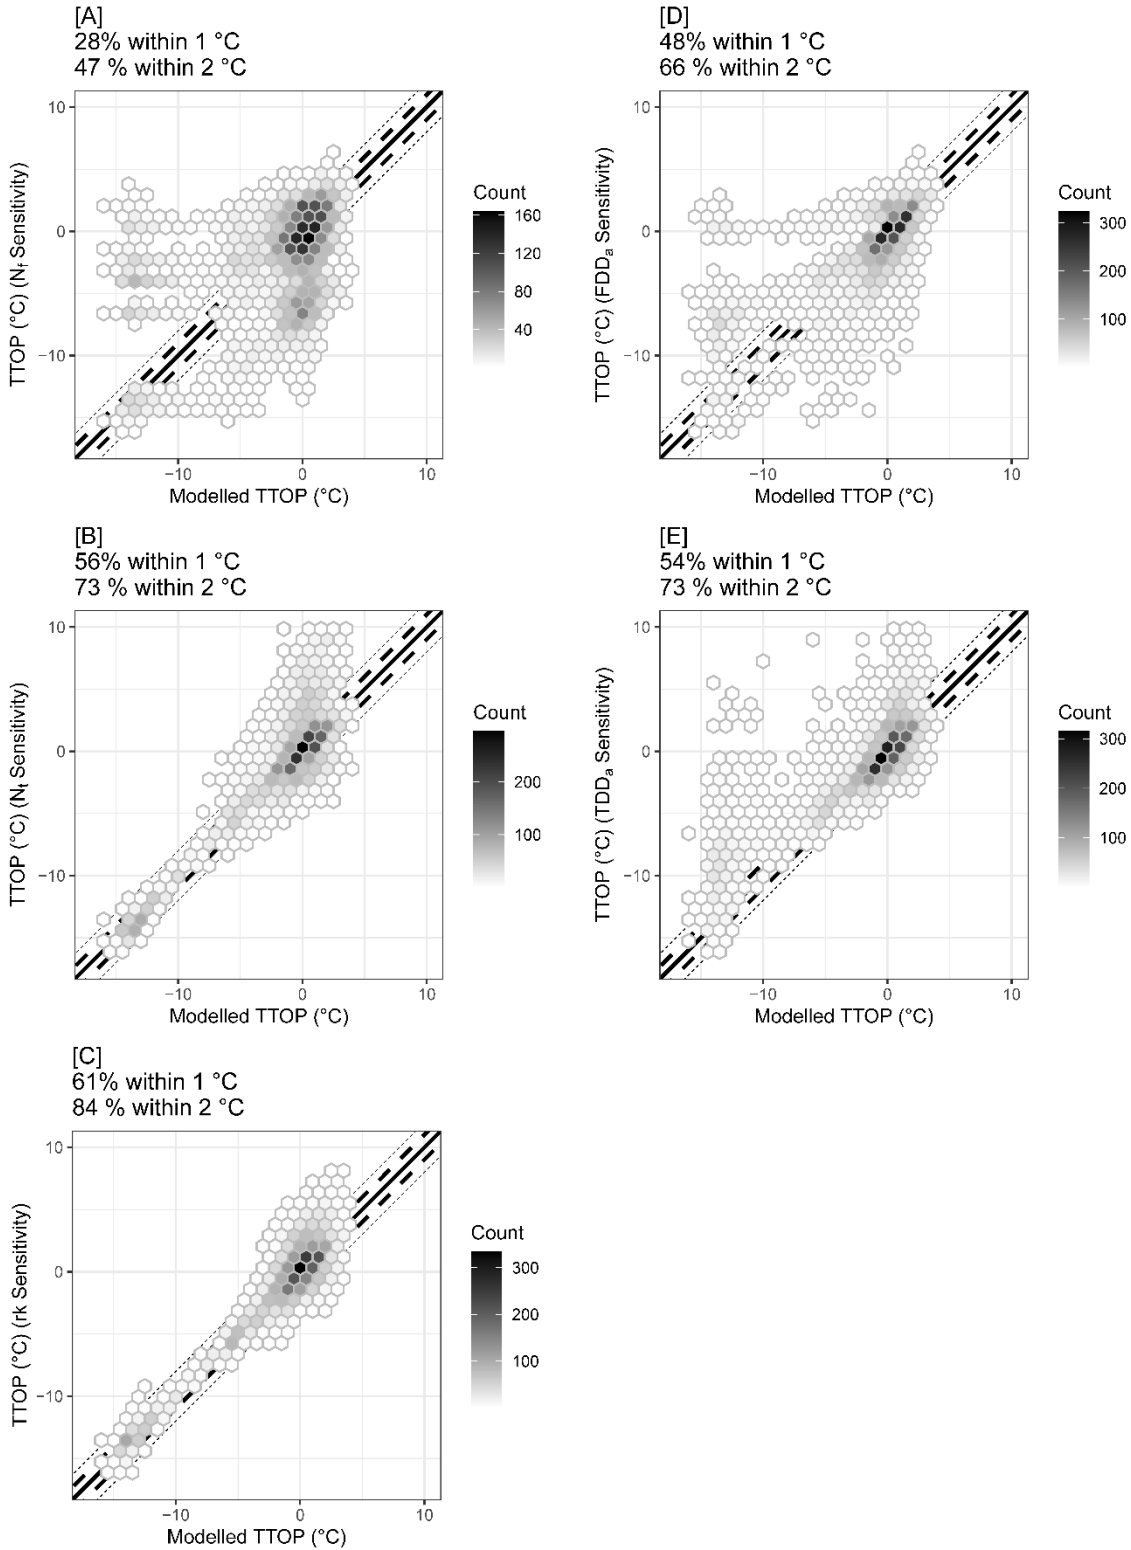 [A]
28% within 1 °C
47 % within 2 °C
TTOP (°C) (Nf Sensitivity)
10
0
−10
−10
0
10
Modelled TTOP (°C)
Count
160
120
80
40
[D]
48% within 1 °C
66 % within 2 °C
TTOP (°C) (FDDa Sensitivity)
10
0
−10
−10
0
10
Modelled TTOP (°C)
Count
300
200
100
[B]
56% within 1 °C
73 % within 2 °C
TTOP (°C) (Nt Sensitivity)
10
0
−10
−10
0
10
Modelled TTOP (°C)
Count
200
100
[E]
54% within 1 °C
73 % within 2 °C
TTOP (°C) (TDDa Sensitivity)
10
0
−10
−10
0
10
Modelled TTOP (°C)
Count
300
200
100
[C]
61% within 1 °C
84 % within 2 °C
TTOP (°C) (rk Sensitivity)
10
0
−10
−10
0
10
Modelled TTOP (°C)
Count
300
200
100